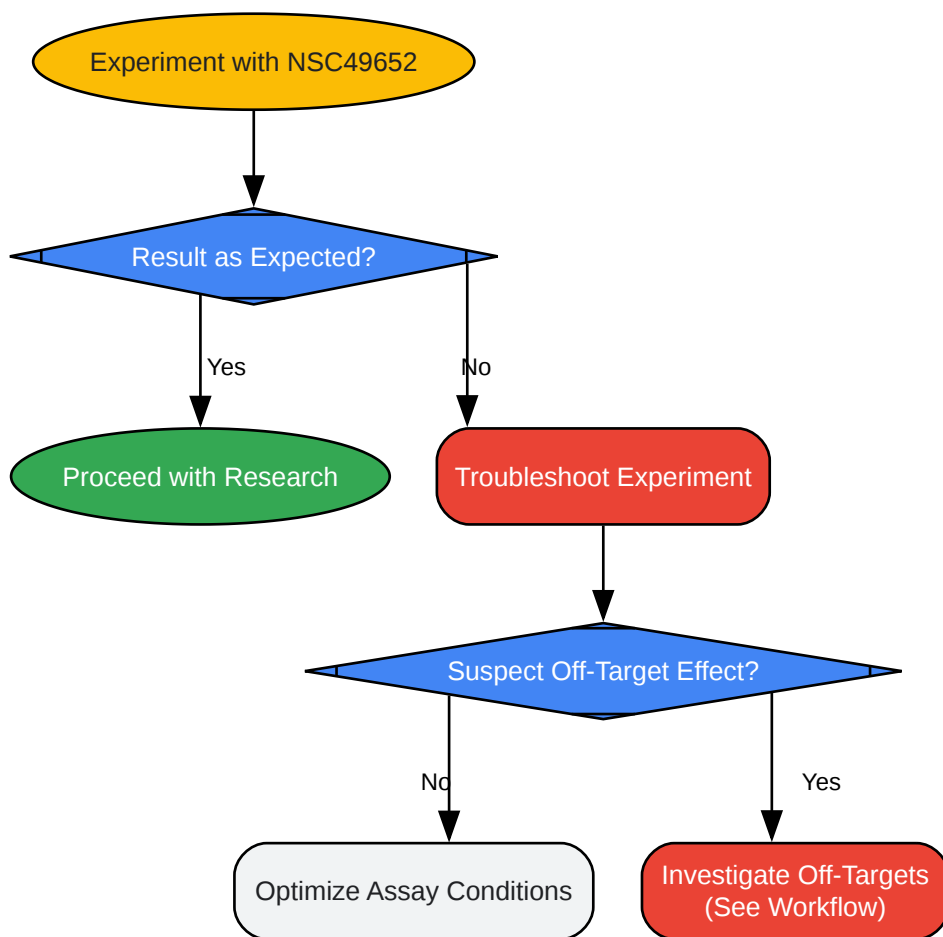 Experiment with NSC49652
Result as Expected?
Yes
No
Proceed with Research
Troubleshoot Experiment
Suspect Off-Target Effect?
No
Yes
Optimize Assay Conditions
Investigate Off-Targets
(See Workflow)